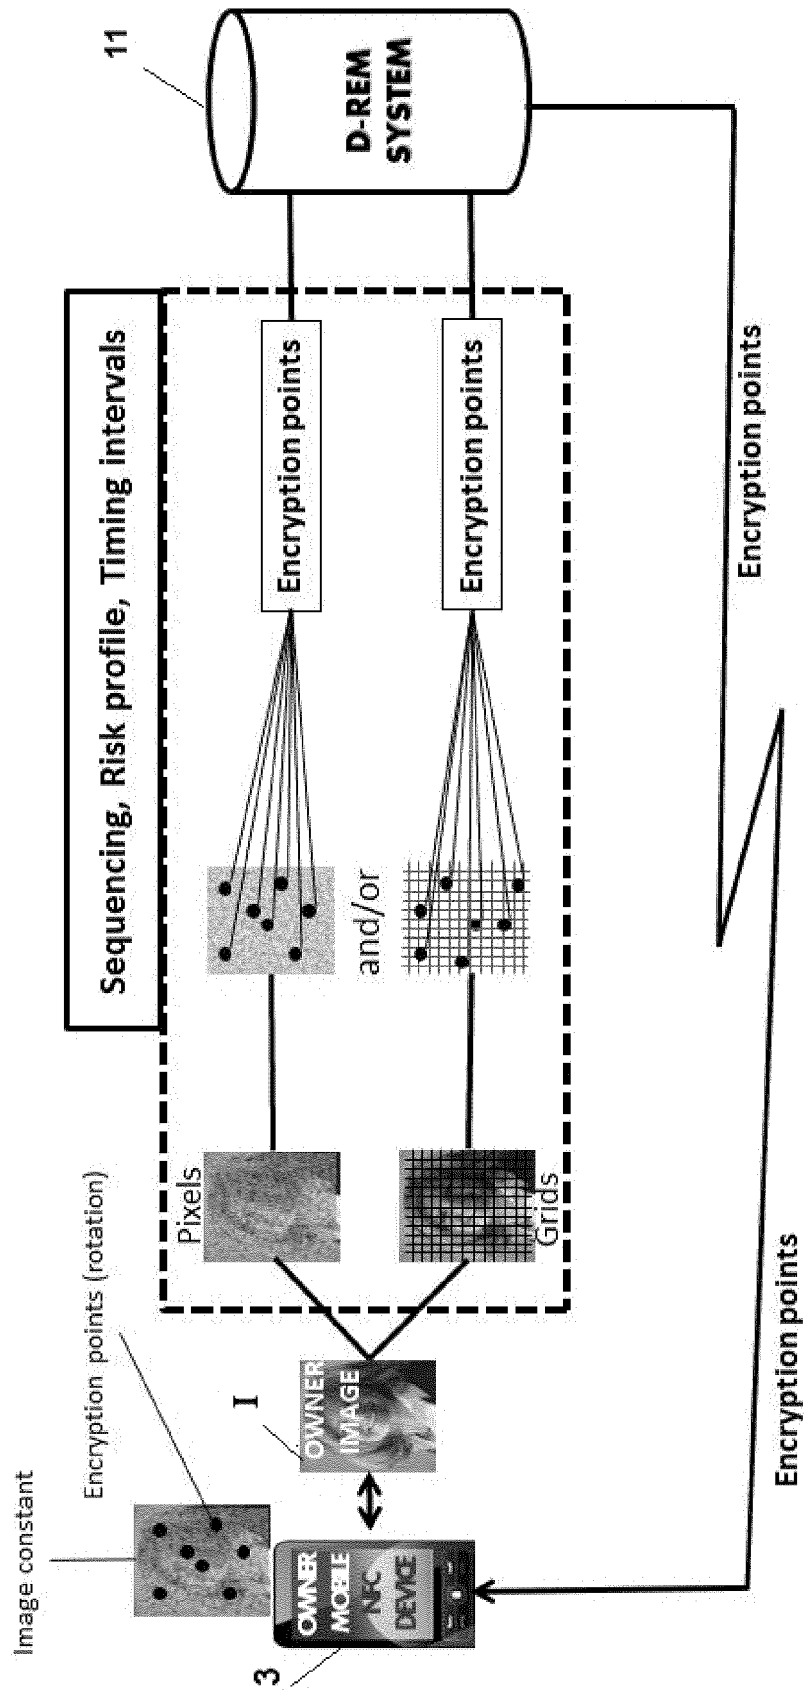 Image constant
Encryption points (rotation)
3
OWNER
MOBILE
NFC
DEVICE
I
OWNER
IMAGE
Sequencing, Risk profile, Timing intervals
Pixels
Grids
and/or
Encryption points
Encryption points
11
D-REM
SYSTEM
Encryption points
Encryption points